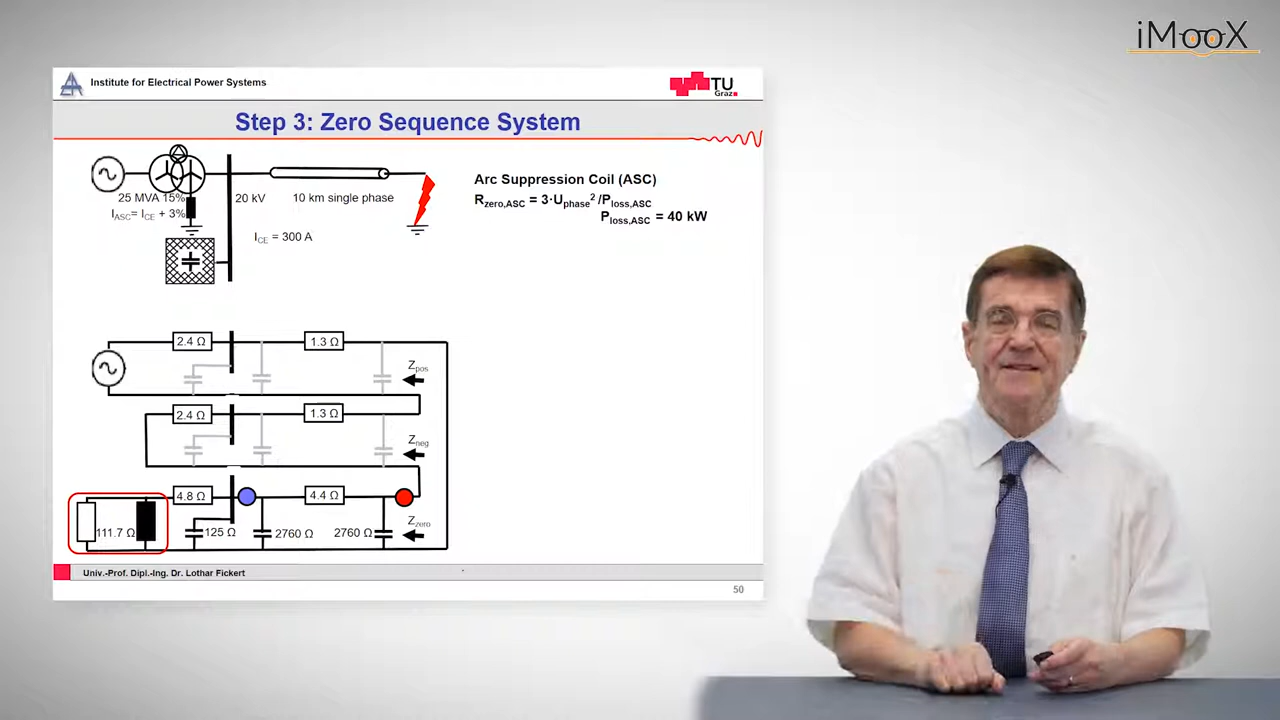 iMooX
Institute for Electrical Power Systems
TU
Graz
Step 3: Zero Sequence System
25 MVA 15%
20 kV
10 km single phase
I_ASC= I_CE + 3%
I_CE = 300 A
Arc Suppression Coil (ASC)
R_zero,ASC = 3·U_phase² /P_loss,ASC
P_loss,ASC = 40 kW
2.4 Ω
1.3 Ω
Z_pos
2.4 Ω
1.3 Ω
Z_neg
4.8 Ω
4.4 Ω
Z_zero
111.7 Ω
125 Ω
2760 Ω
2760 Ω
Univ.-Prof. Dipl.-Ing. Dr. Lothar Fickert
50